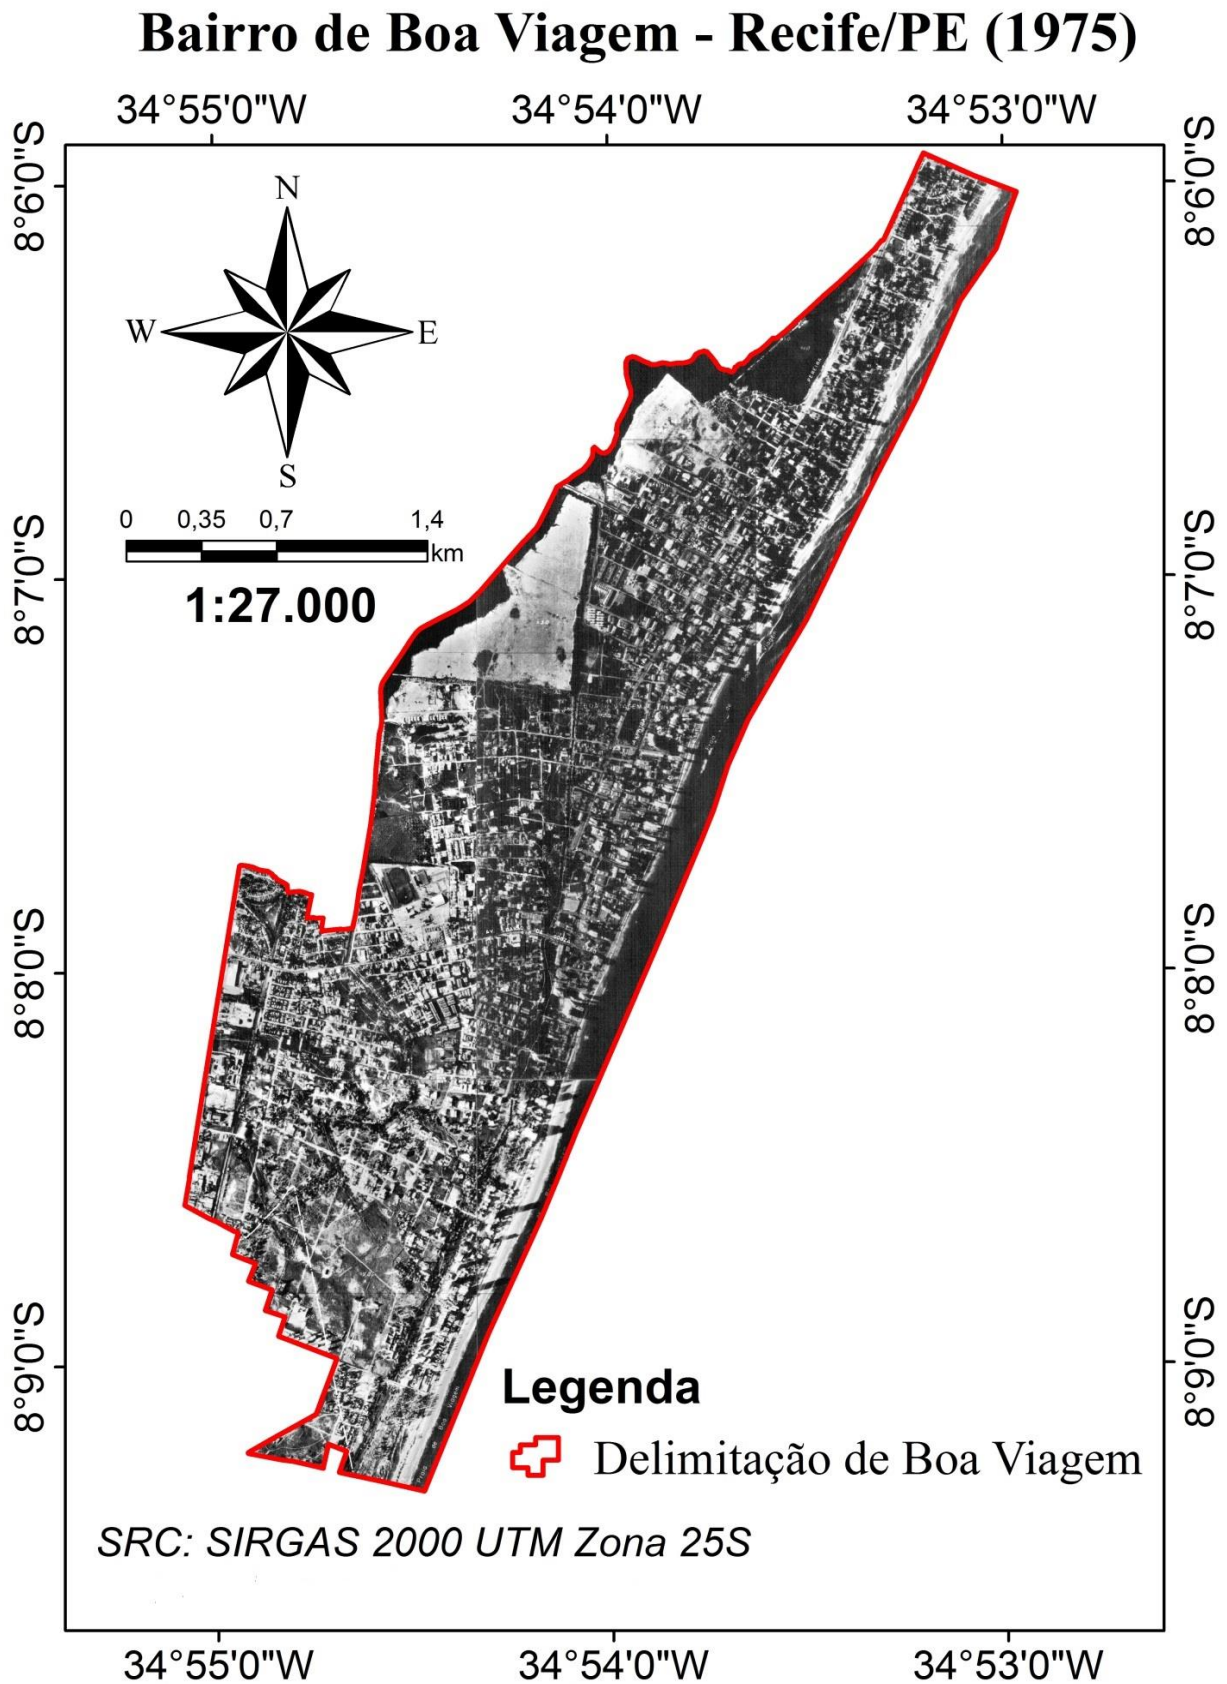 Bairro de Boa Viagem - Recife/PE (1975)
34°55'0"W 34°54'0"W 34°53'0"W
8°6'0"S 8°6'0"S
N
W E
S
0 0,35 0,7 1,4
km
1:27.000
8°7'0"S 8°7'0"S
8°8'0"S 8°8'0"S
8°9'0"S 8°9'0"S
Legenda
Delimitação de Boa Viagem
SRC: SIRGAS 2000 UTM Zona 25S
34°55'0"W 34°54'0"W 34°53'0"W